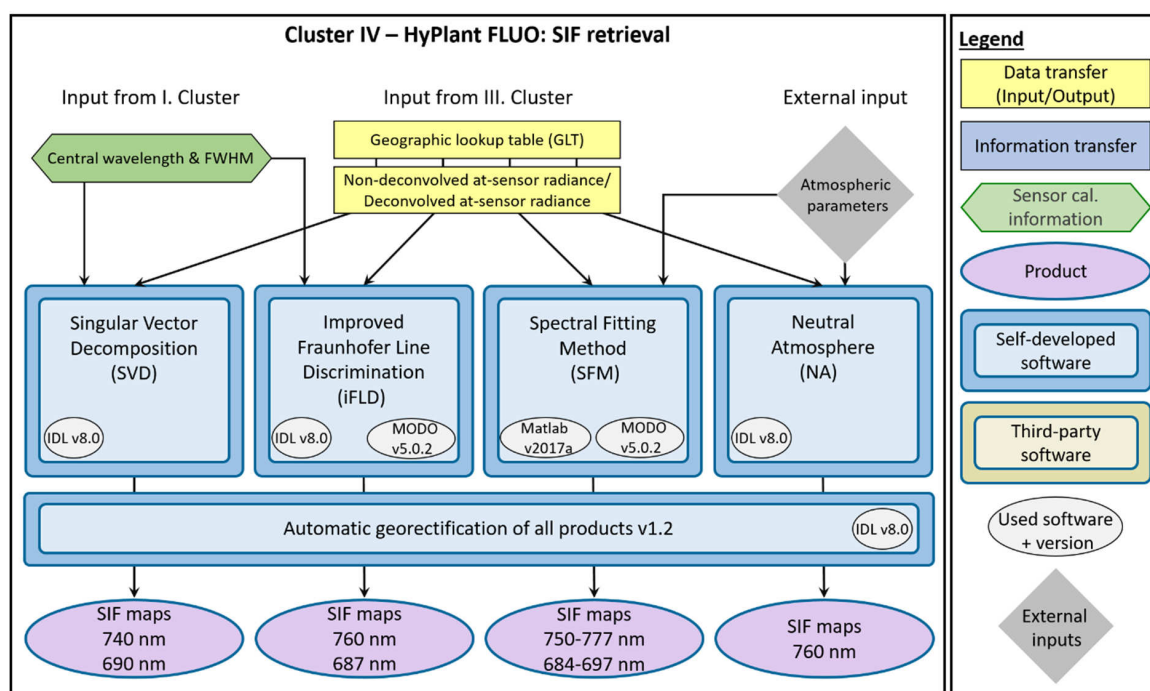 Cluster IV – HyPlant FLUO: SIF retrieval
Input from I. Cluster
Input from III. Cluster
External input
Central wavelength & FWHM
Geographic lookup table (GLT)
Non-deconvolved at-sensor radiance/
Deconvolved at-sensor radiance
Atmospheric
parameters
Singular Vector
Decomposition
(SVD)
IDL v8.0
Improved
Fraunhofer Line
Discrimination
(iFLD)
IDL v8.0
MODO
v5.0.2
Spectral Fitting
Method
(SFM)
Matlab
v2017a
MODO
v5.0.2
Neutral
Atmosphere
(NA)
IDL v8.0
Automatic georectification of all products v1.2
IDL v8.0
SIF maps
740 nm
690 nm
SIF maps
760 nm
687 nm
SIF maps
750-777 nm
684-697 nm
SIF maps
760 nm
Legend
Data transfer
(Input/Output)
Information transfer
Sensor cal.
information
Product
Self-developed
software
Third-party
software
Used software
+ version
External
inputs